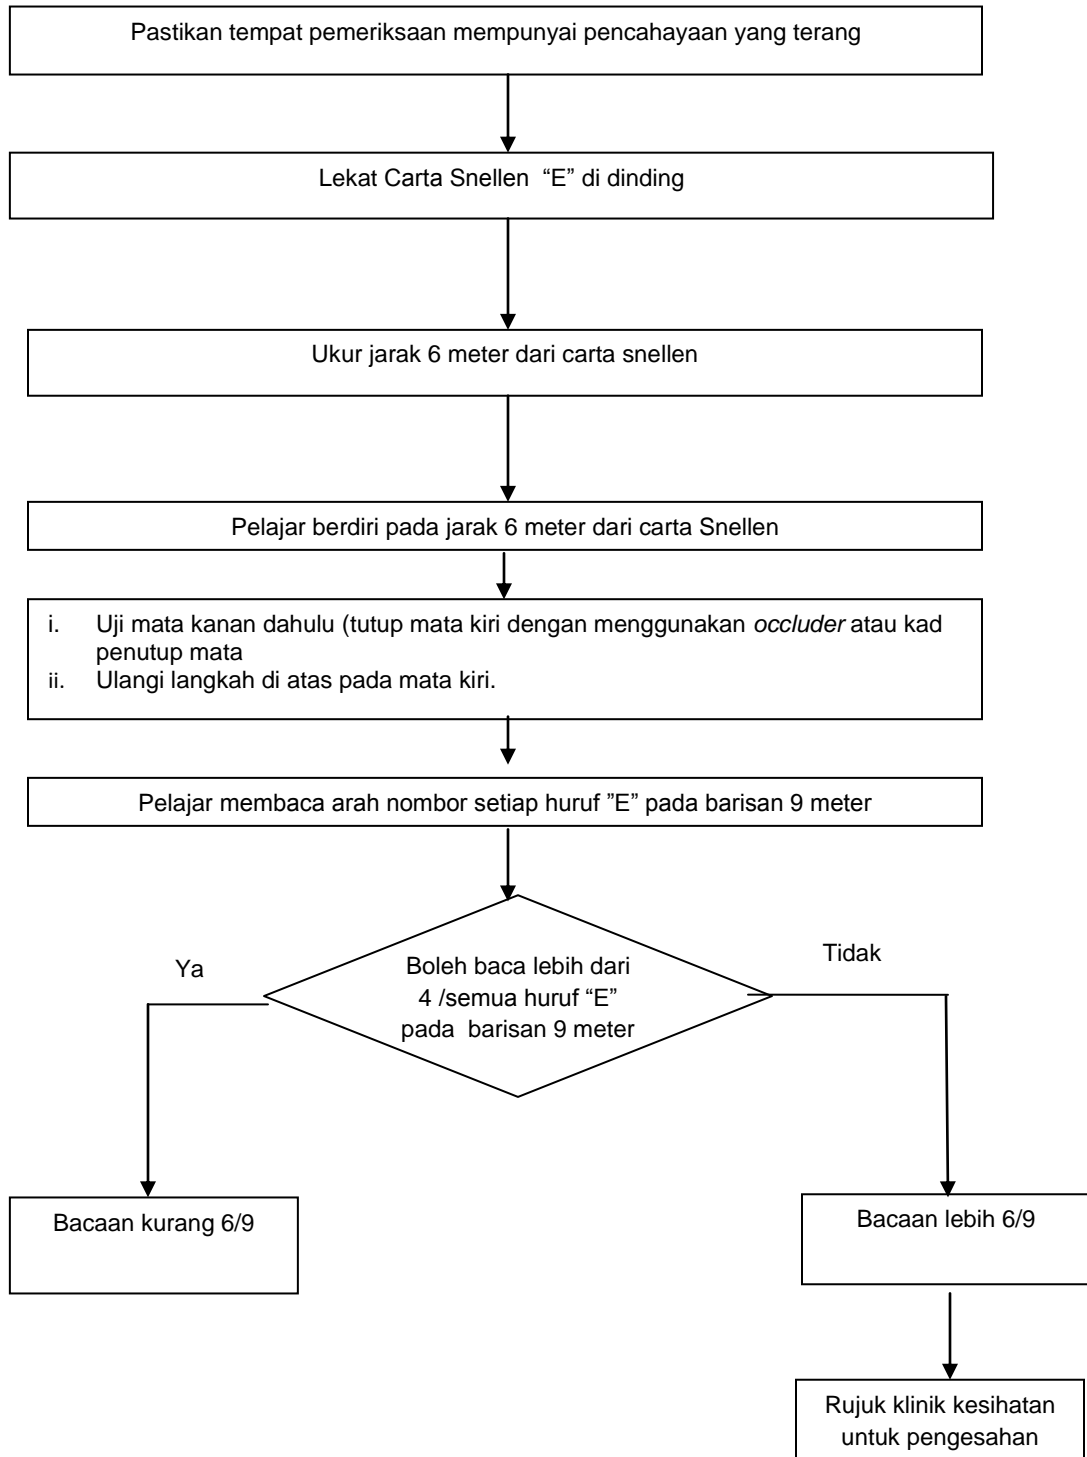 Pastikan tempat pemeriksaan mempunyai pencahayaan yang terang
Lekat Carta Snellen “E” di dinding
Ukur jarak 6 meter dari carta snellen
Pelajar berdiri pada jarak 6 meter dari carta Snellen
i. Uji mata kanan dahulu (tutup mata kiri dengan menggunakan occluder atau kad
penutup mata
ii. Ulangi langkah di atas pada mata kiri.
Pelajar membaca arah nombor setiap huruf ”E” pada barisan 9 meter
Boleh baca lebih dari
4 /semua huruf “E”
pada barisan 9 meter
Ya
Tidak
Bacaan kurang 6/9
Bacaan lebih 6/9
Rujuk klinik kesihatan
untuk pengesahan